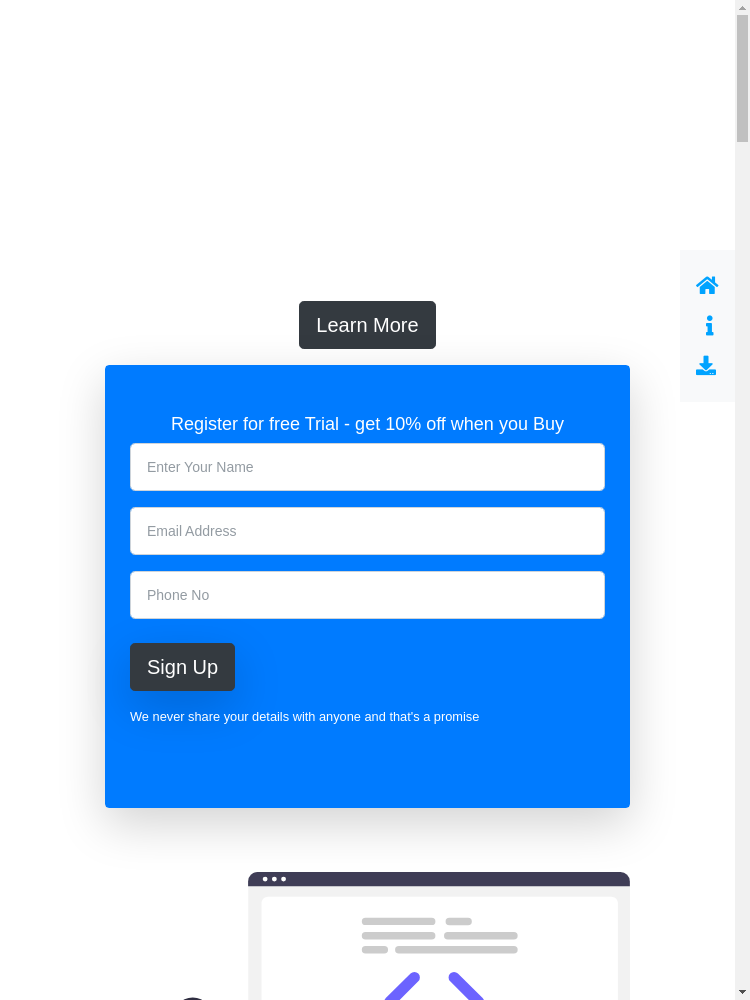 Learn More
Register for free Trial - get 10% off when you Buy
Enter Your Name
Email Address
Phone No
Sign Up
We never share your details with anyone and that's a promise